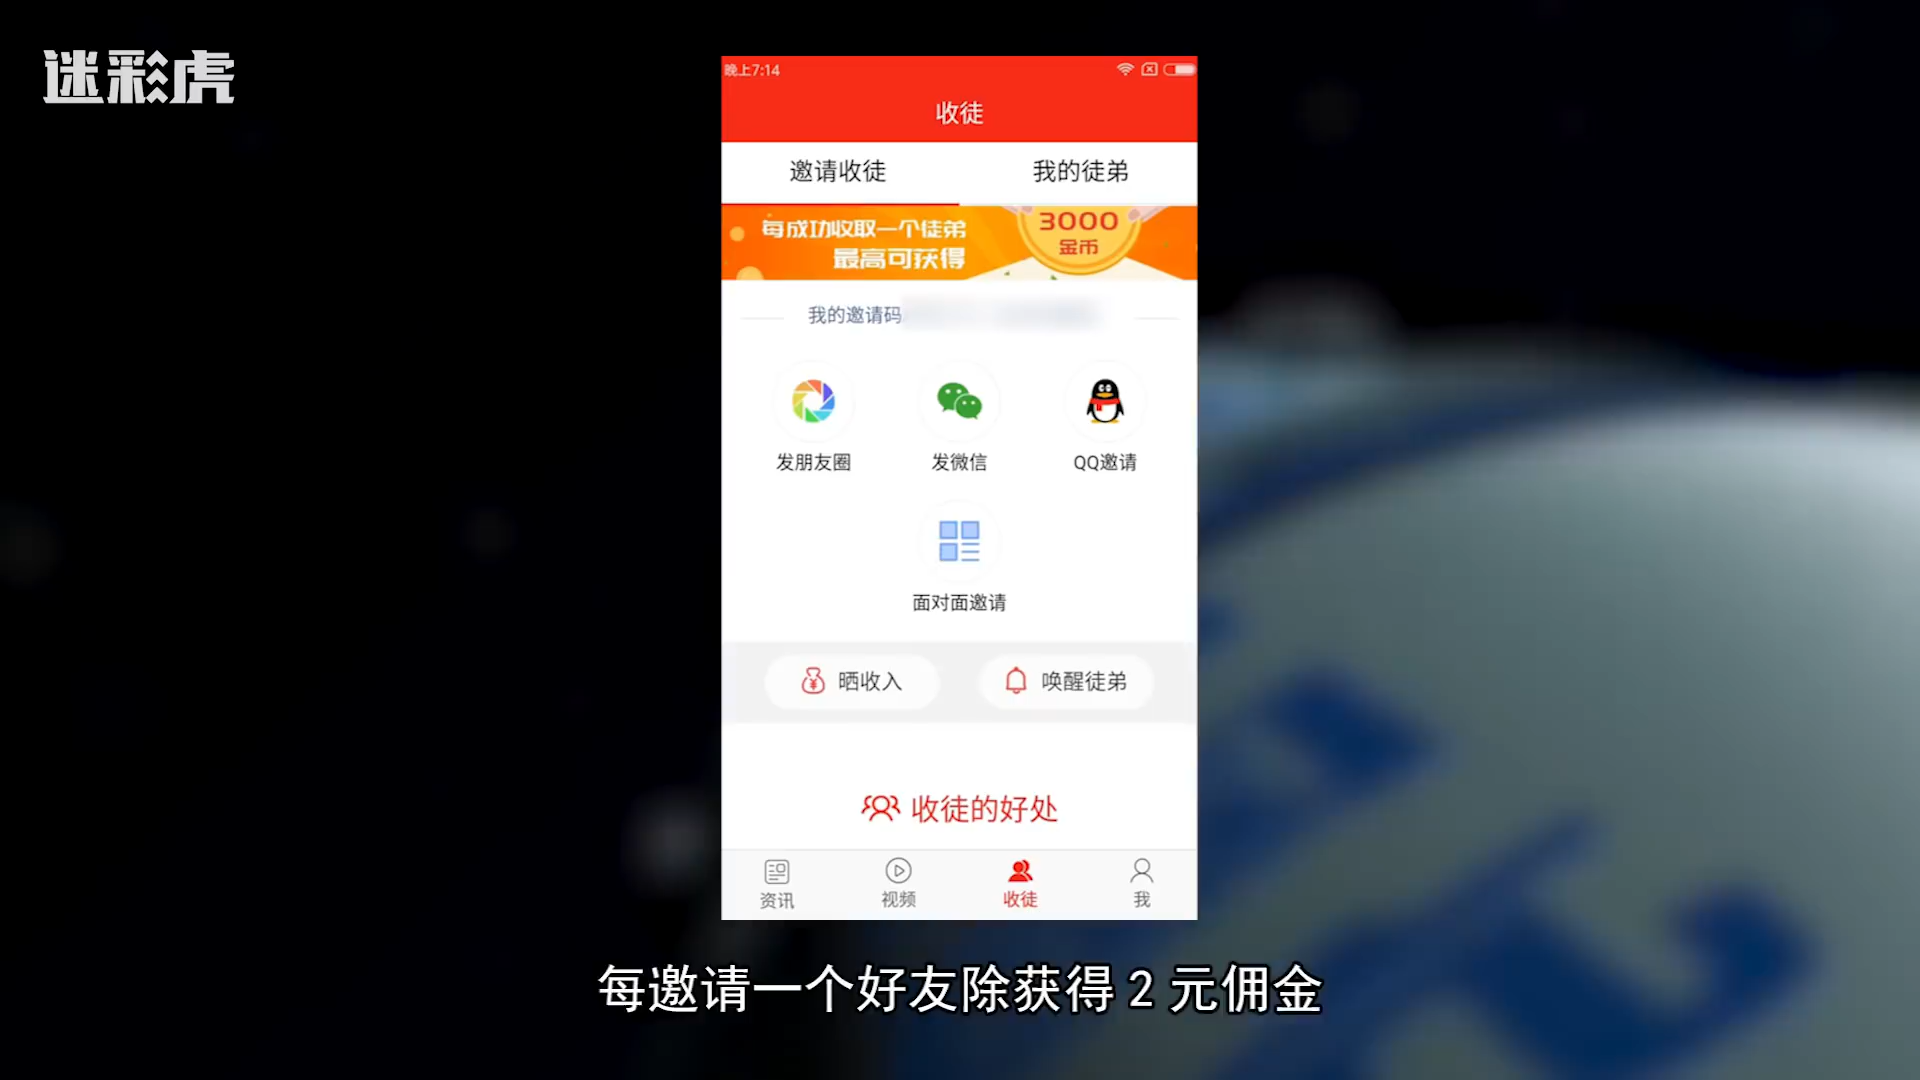 迷彩虎
晚上7:14
收徒
邀请收徒
我的徒弟
每成功收取一个徒弟
最高可获得
3000
金币
我的邀请码
发朋友圈
发微信
QQ邀请
面对面邀请
晒收入
唤醒徒弟
收徒的好处
资讯
视频
收徒
我
每邀请一个好友除获得2元佣金